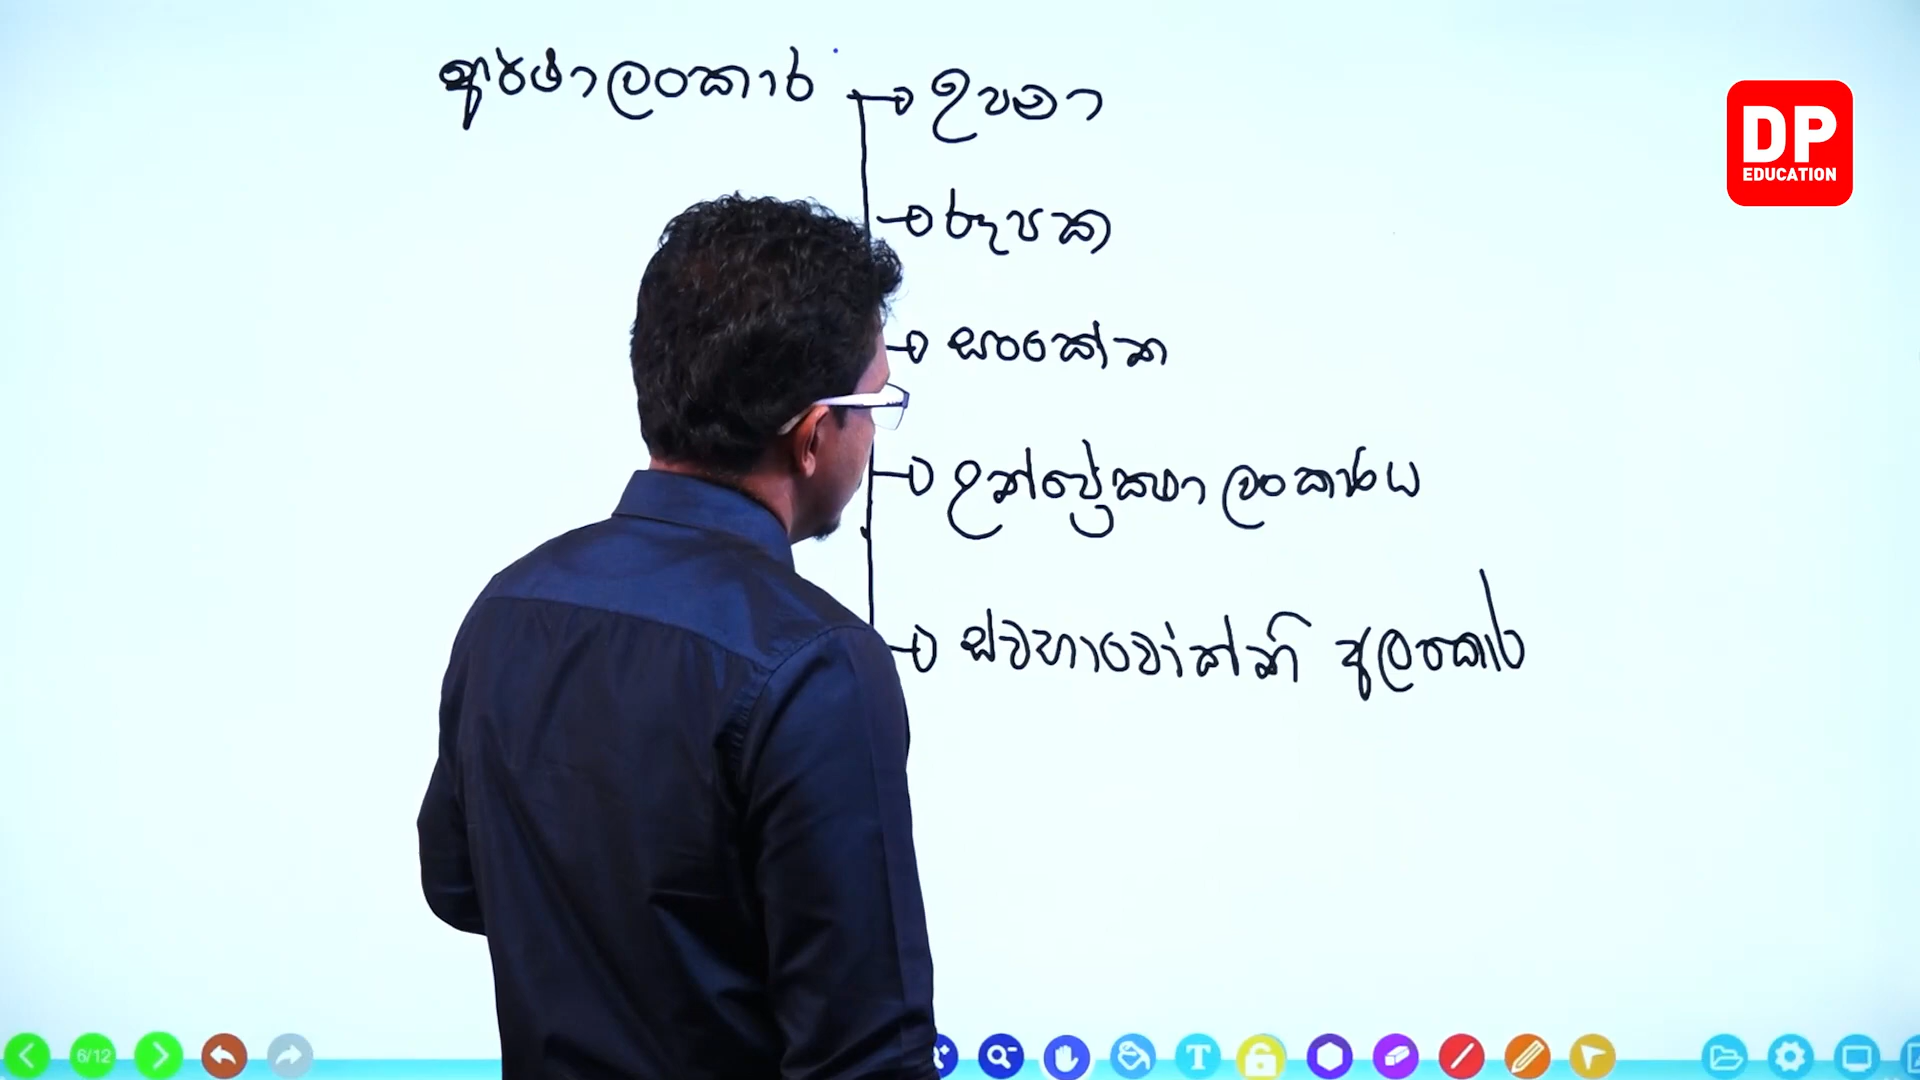 අර්ථාලංකාර
උපමා
රූපක
සංකේත
උත්ප්‍රේක්ෂාලංකාරය
ස්වභාවෝක්ති අලංකාර
DP
EDUCATION
6/12
T